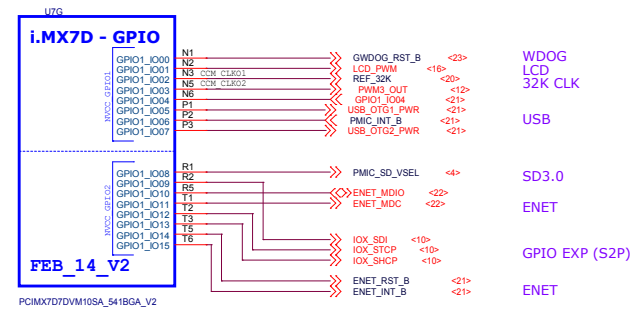 U7G
i.MX7D - GPIO
NVCC_GPIO1
GPIO1_IO00 N1 GWDOG_RST_B <23> WDOG
GPIO1_IO01 N2 LCD_PWM <16> LCD
GPIO1_IO02 N3 CCM_CLKO1 REF_32K <20> 32K CLK
GPIO1_IO03 N5 CCM_CLKO2 PWM3_OUT <12>
GPIO1_IO04 N6 GPIO1_IO04 <21>
GPIO1_IO05 P1 USB_OTG1_PWR <21>
GPIO1_IO06 P2 PMIC_INT_B <21> USB
GPIO1_IO07 P3 USB_OTG2_PWR <21>
NVCC_GPIO2
GPIO1_IO08 R1 PMIC_SD_VSEL <4> SD3.0
GPIO1_IO09 R2
GPIO1_IO10 R5 ENET_MDIO <22>
GPIO1_IO11 T1 ENET_MDC <22> ENET
GPIO1_IO12 T2
GPIO1_IO13 T3
GPIO1_IO14 T5
GPIO1_IO15 T6
IOX_SDI <10>
IOX_STCP <10> GPIO EXP (S2P)
IOX_SHCP <10>
FEB_14_V2
ENET_RST_B <21>
ENET_INT_B <21> ENET
PCIMX7D7DVM10SA_541BGA_V2